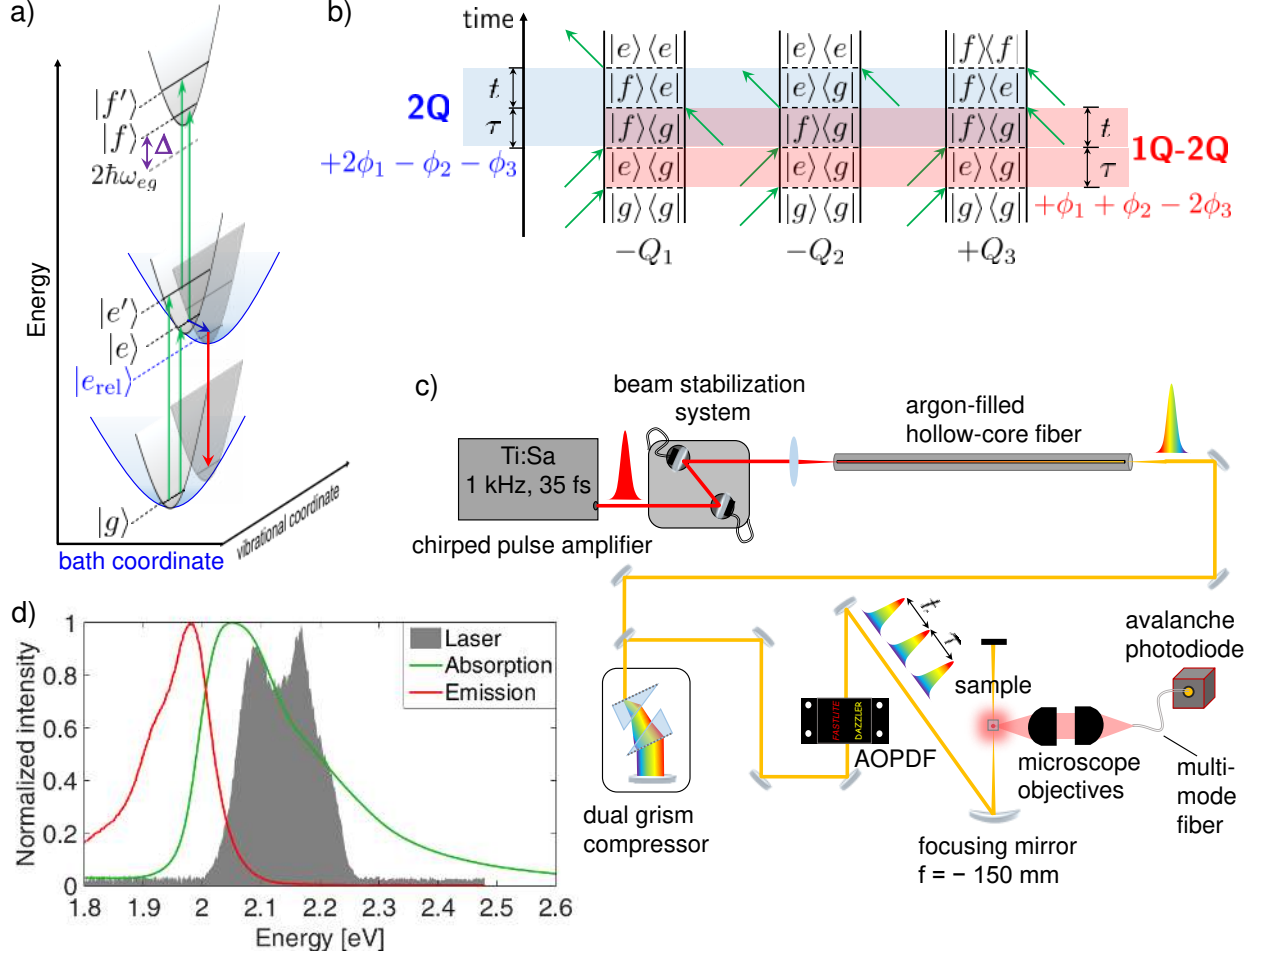 a)
Energy
|f′⟩
|f⟩
Δ
2ħω_eg
|e′⟩
|e⟩
|e_rel⟩
|g⟩
bath coordinate
vibrational coordinate
b)
time
|e⟩⟨e| |e⟩⟨e| |f⟩⟨f|
t |f⟩⟨e| |e⟩⟨g| |f⟩⟨e|
2Q
τ |f⟩⟨g| |f⟩⟨g| |f⟩⟨g| t
1Q-2Q
+2ϕ₁ − ϕ₂ − ϕ₃
|e⟩⟨g| |e⟩⟨g| |e⟩⟨g| τ
|g⟩⟨g| |g⟩⟨g| |g⟩⟨g|
+ϕ₁ + ϕ₂ − 2ϕ₃
−Q₁ −Q₂ +Q₃
c)
beam stabilization
system
argon-filled
hollow-core fiber
Ti:Sa
1 kHz, 35 fs
chirped pulse amplifier
t
τ
avalanche
photodiode
sample
FASTLITE
DAZZLER
AOPDF
microscope
objectives
multi-
mode
fiber
dual grism
compressor
focusing mirror
f = − 150 mm
d)
Normalized intensity
1
0.8
0.6
0.4
0.2
0
Laser
Absorption
Emission
1.8 1.9 2 2.1 2.2 2.3 2.4 2.5 2.6
Energy [eV]